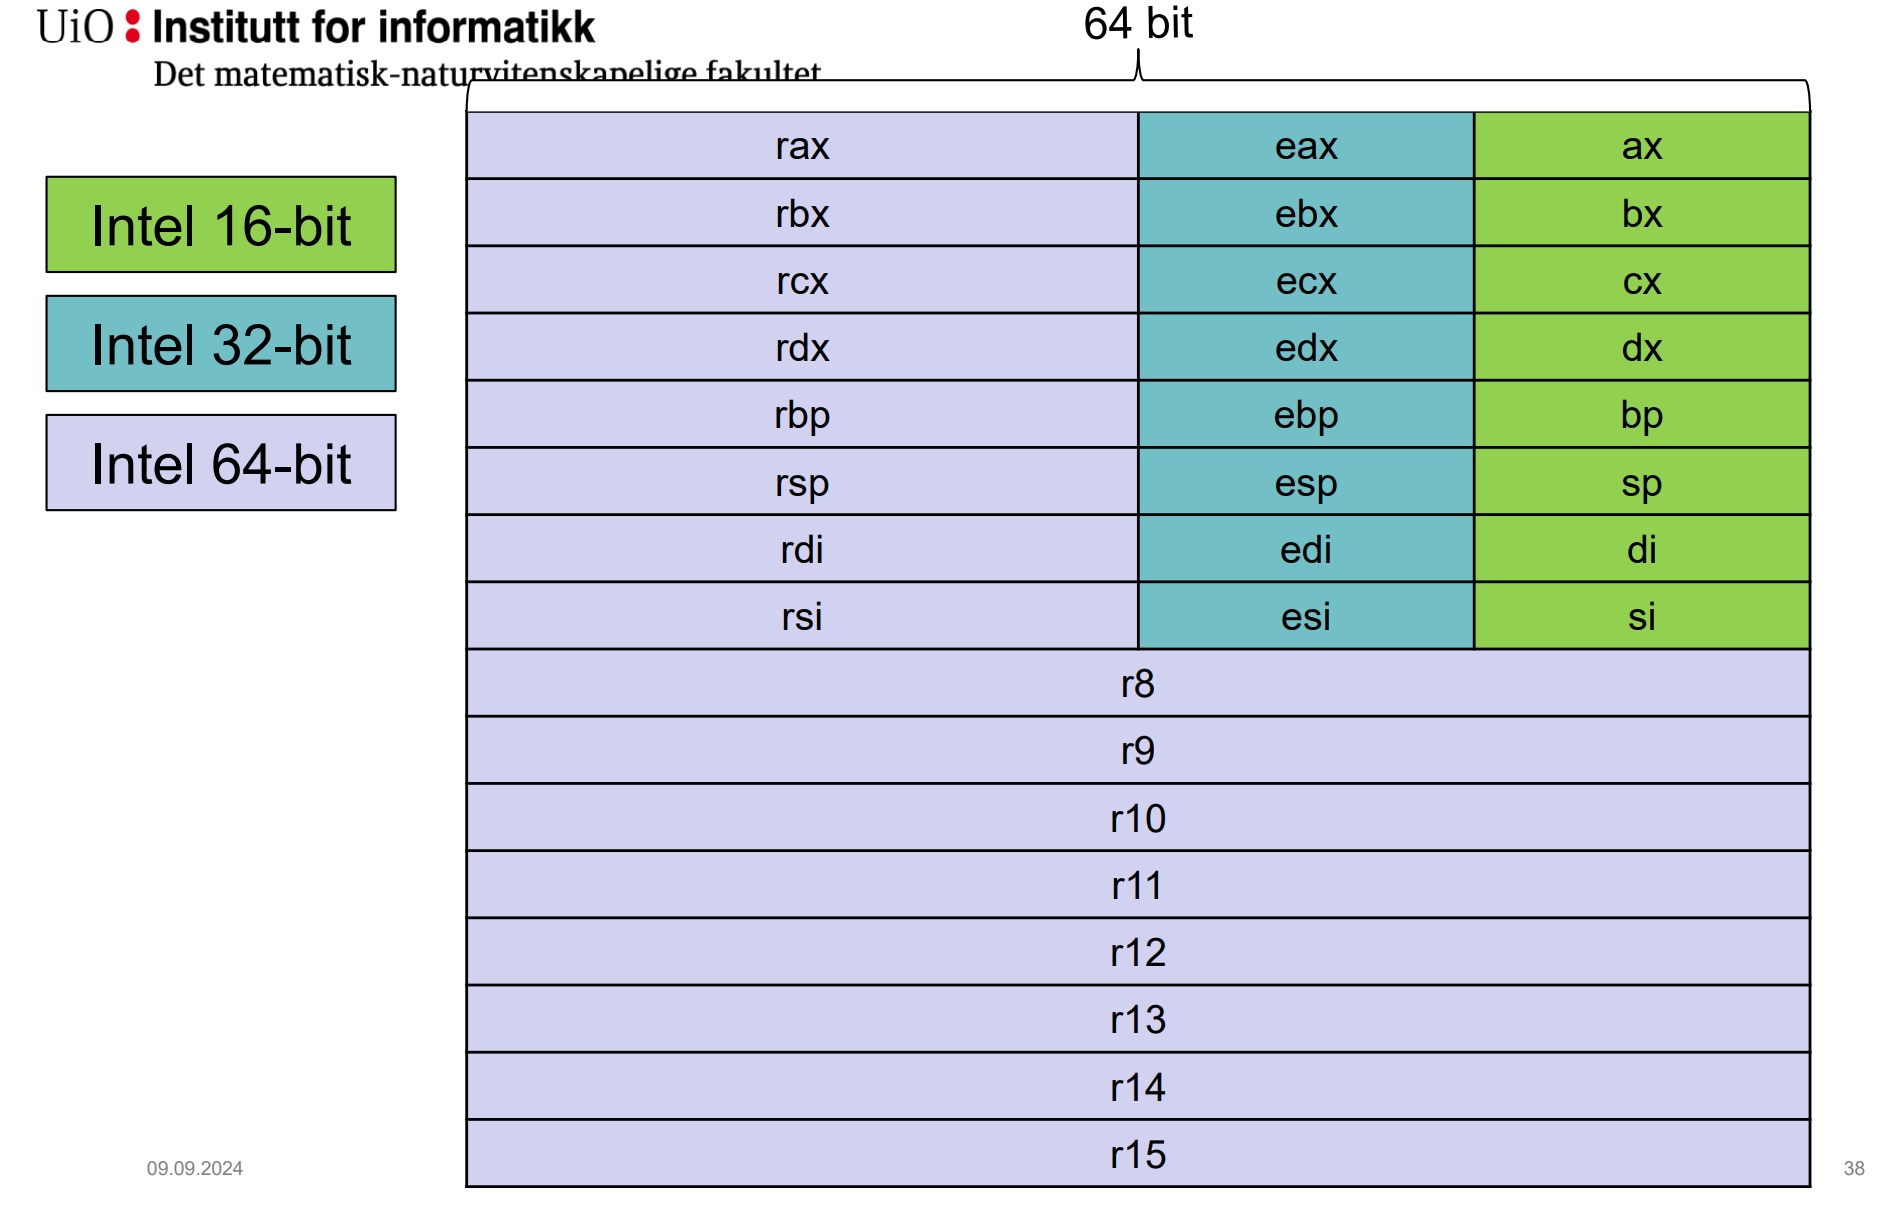 UiO : Institutt for informatikk
Det matematisk-naturvitenskapelige fakultet
64 bit
Intel 16-bit
Intel 32-bit
Intel 64-bit
rax eax ax
rbx ebx bx
rcx ecx cx
rdx edx dx
rbp ebp bp
rsp esp sp
rdi edi di
rsi esi si
r8
r9
r10
r11
r12
r13
r14
r15
09.09.2024
38